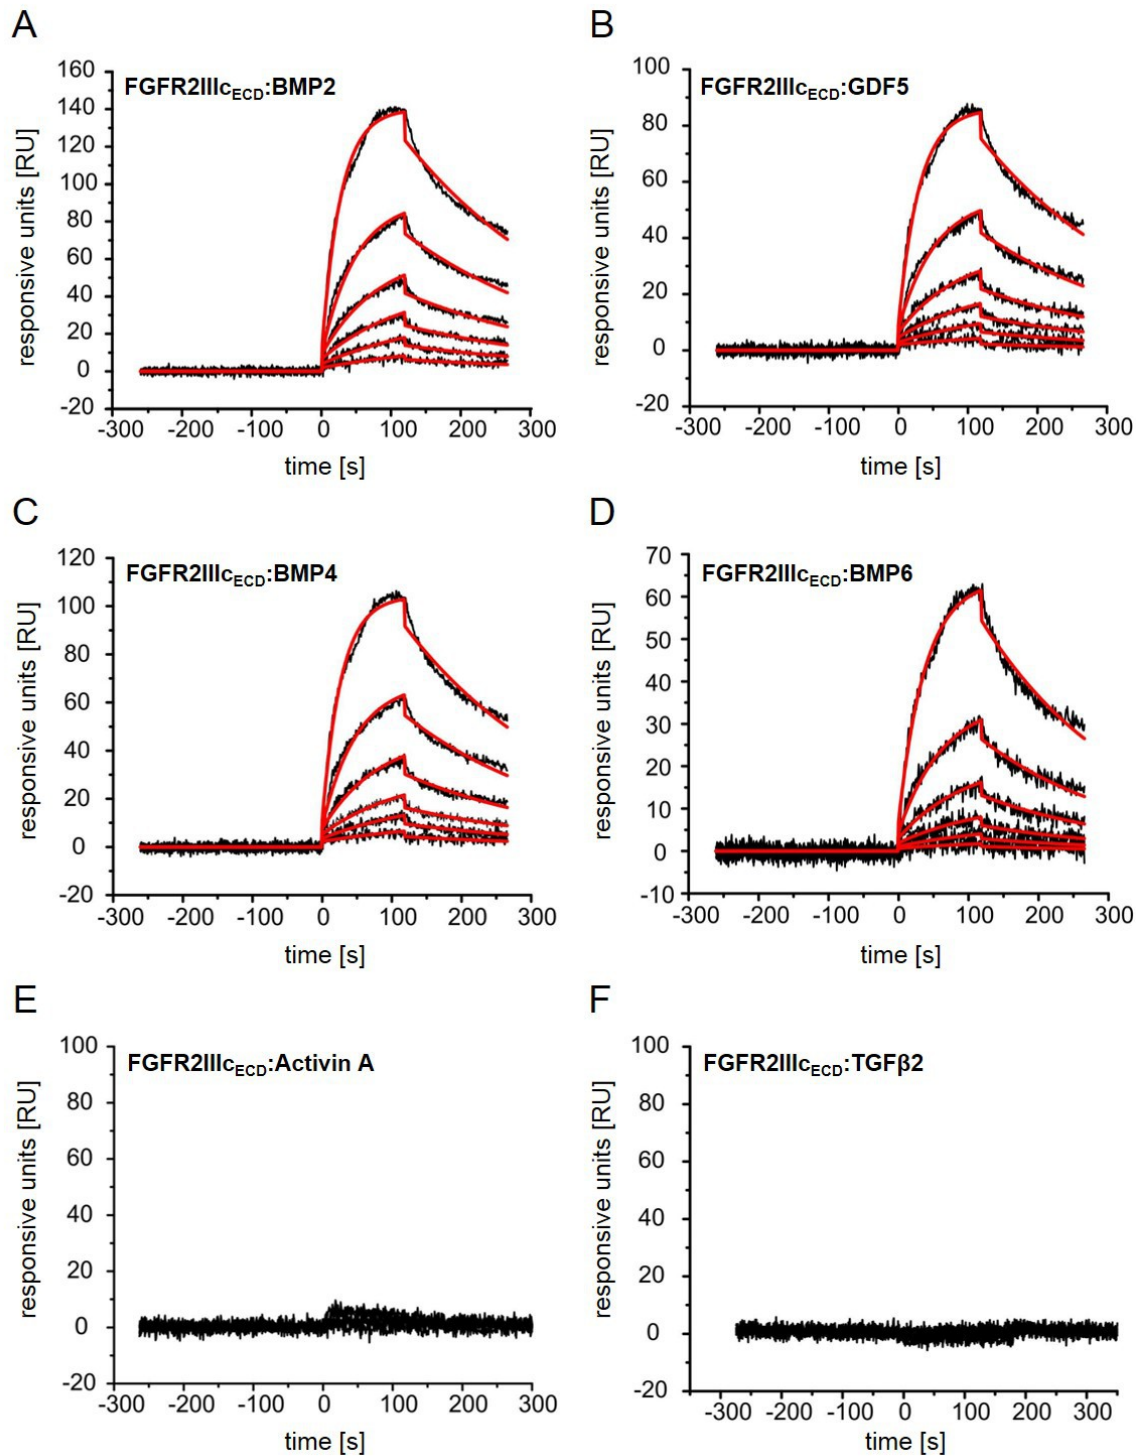 A
FGFR2IIIcECD:BMP2
responsive units [RU]
160
140
120
100
80
60
40
20
0
-20
-300 -200 -100 0 100 200 300
time [s]
B
FGFR2IIIcECD:GDF5
responsive units [RU]
100
80
60
40
20
0
-20
-300 -200 -100 0 100 200 300
time [s]
C
FGFR2IIIcECD:BMP4
responsive units [RU]
120
100
80
60
40
20
0
-20
-300 -200 -100 0 100 200 300
time [s]
D
FGFR2IIIcECD:BMP6
responsive units [RU]
70
60
50
40
30
20
10
0
-10
-300 -200 -100 0 100 200 300
time [s]
E
FGFR2IIIcECD:Activin A
responsive units [RU]
100
80
60
40
20
0
-20
-300 -200 -100 0 100 200 300
time [s]
F
FGFR2IIIcECD:TGFβ2
responsive units [RU]
100
80
60
40
20
0
-20
-300 -200 -100 0 100 200 300
time [s]